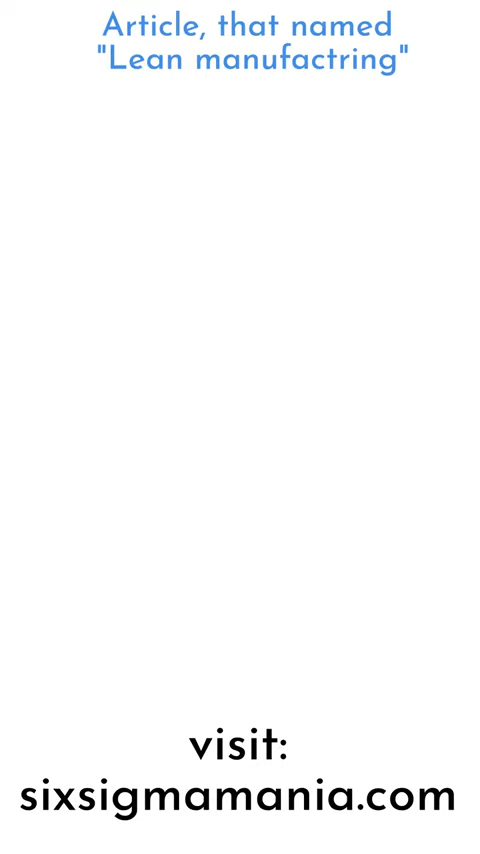 Article, that named
"Lean manufactring"
visit:
sixsigmamania.com